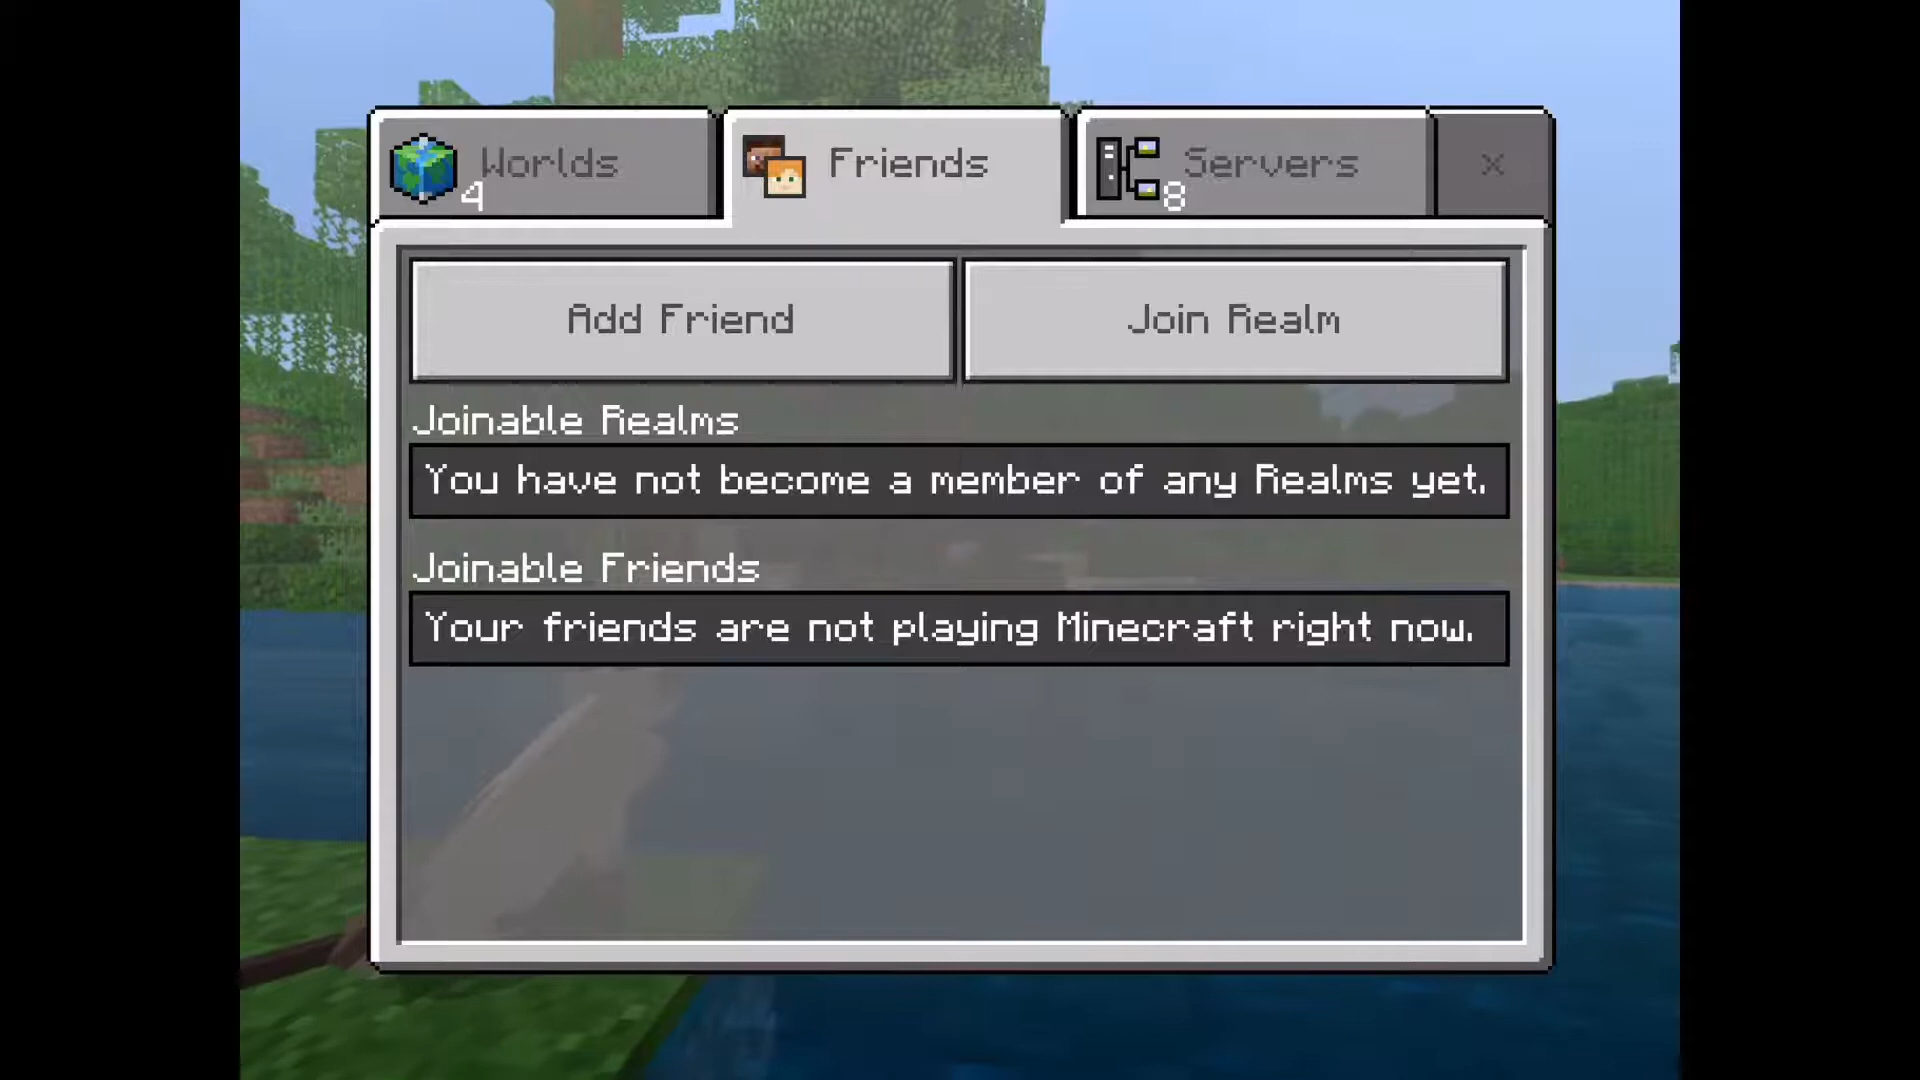 Worlds
4
Friends
Servers
8
Add Friend
Join Realm
Joinable Realms
You have not become a member of any Realms yet.
Joinable Friends
Your friends are not playing Minecraft right now.